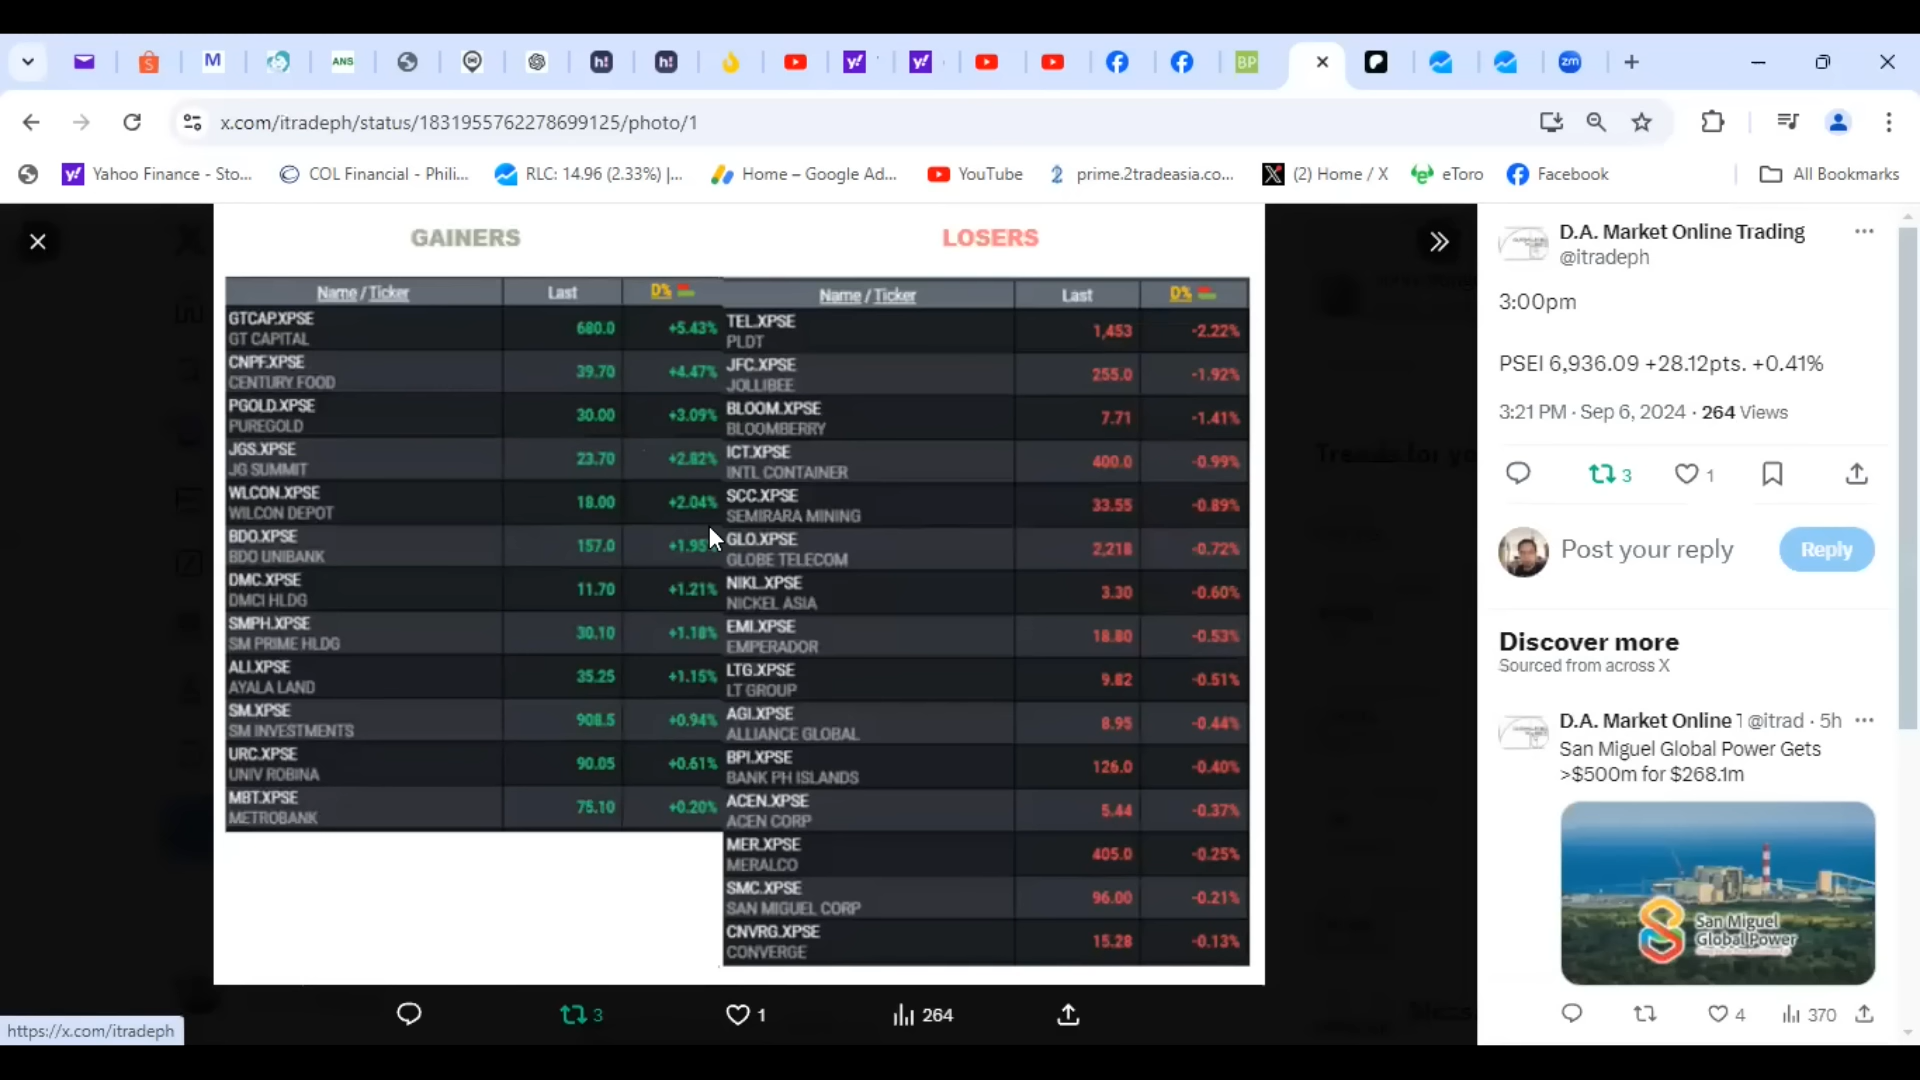 M
ANS
h!
h!
y!
y!
BP
zm
x.com/itradeph/status/1831955762278699125/photo/1
Yahoo Finance - Sto...
COL Financial - Phili...
RLC: 14.96 (2.33%) |...
Home – Google Ad...
YouTube
prime.2tradeasia.co...
(2) Home / X
eToro
Facebook
All Bookmarks
GAINERS
Name / Ticker Last D%
GTCAP.XPSE 680.0 +5.43%
GT CAPITAL
CNPF.XPSE 39.70 +4.47%
CENTURY FOOD
PGOLD.XPSE 30.00 +3.09%
PUREGOLD
JGS.XPSE 23.70 +2.82%
JG SUMMIT
WLCON.XPSE 18.00 +2.04%
WILCON DEPOT
BDO.XPSE 157.0 +1.95
BDO UNIBANK
DMC.XPSE 11.70 +1.21%
DMCI HLDG
SMPH.XPSE 30.10 +1.18%
SM PRIME HLDG
ALI.XPSE 35.25 +1.15%
AYALA LAND
SM.XPSE 908.5 +0.94%
SM INVESTMENTS
URC.XPSE 90.05 +0.61%
UNIV ROBINA
MBT.XPSE 75.10 +0.20%
METROBANK
LOSERS
Name / Ticker Last D%
TEL.XPSE 1,453 -2.22%
PLDT
JFC.XPSE 255.0 -1.92%
JOLLIBEE
BLOOM.XPSE 7.71 -1.41%
BLOOMBERRY
ICT.XPSE 400.0 -0.99%
INTL CONTAINER
SCC.XPSE 33.55 -0.89%
SEMIRARA MINING
GLO.XPSE 2,218 -0.72%
GLOBE TELECOM
NIKL.XPSE 3.30 -0.60%
NICKEL ASIA
EMI.XPSE 18.80 -0.53%
EMPERADOR
LTG.XPSE 9.82 -0.51%
LT GROUP
AGI.XPSE 8.95 -0.44%
ALLIANCE GLOBAL
BPI.XPSE 126.0 -0.40%
BANK PH ISLANDS
ACEN.XPSE 5.44 -0.37%
ACEN CORP
MER.XPSE 405.0 -0.25%
MERALCO
SMC.XPSE 96.00 -0.21%
SAN MIGUEL CORP
CNVRG.XPSE 15.28 -0.13%
CONVERGE
3
1
264
https://x.com/itradeph
D.A. Market Online Trading
@itradeph
3:00pm
PSEI 6,936.09 +28.12pts. +0.41%
3:21 PM · Sep 6, 2024 · 264 Views
3
1
Post your reply
Reply
Discover more
Sourced from across X
D.A. Market Online @itrad · 5h
San Miguel Global Power Gets
>$500m for $268.1m
San Miguel
Global Power
4
370